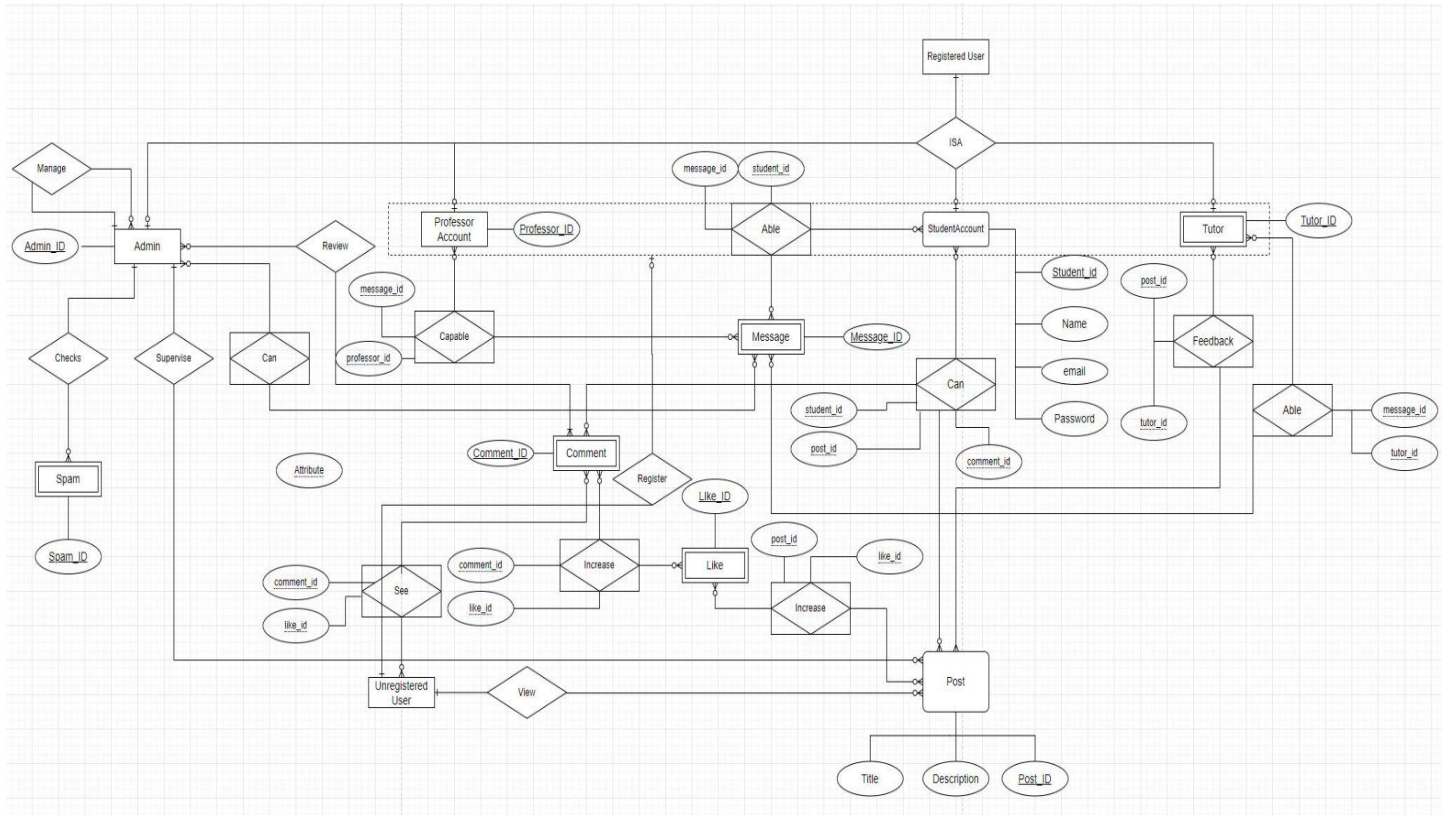 Registered User
ISA
Manage
message_id
student_id
Professor
Account
Professor_ID
Able
StudentAccount
Tutor
Tutor_ID
Admin_ID
Admin
Review
Student_id
post_id
message_id
Capable
Message
Message_ID
Name
Feedback
professor_id
Checks
Supervise
Can
email
Can
student_id
Able
message_id
Password
tutor_id
post_id
tutor_id
Comment_ID
Comment
comment_id
Attribute
Spam
Register
LIke_ID
post_id
like_id
Spam_ID
comment_id
Increase
Like
comment_id
See
like_id
Increase
like_id
Unregistered
User
View
Post
Title
Description
Post_ID